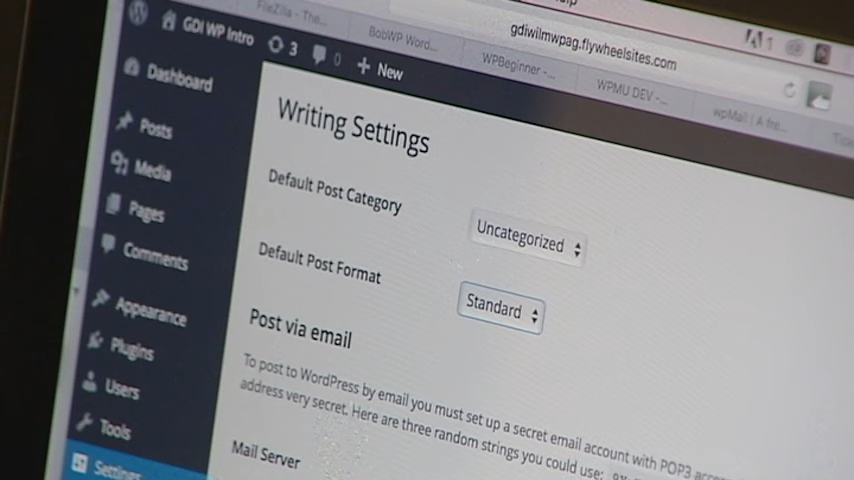 gdiwilmwpag.flywheelsites.com
FileZilla - The...
BobWP Word...
WPBeginner -...
WPMU DEV -...
wpMail | A fre...
GDI WP Intro
3
0
New
Dashboard
Posts
Media
Pages
Comments
Appearance
Plugins
Users
Tools
Settings
Writing Settings
Default Post Category
Uncategorized
Default Post Format
Standard
Post via email
To post to WordPress by email you must set up a secret email account with POP3
address very secret. Here are three random strings you could use:
Mail Server